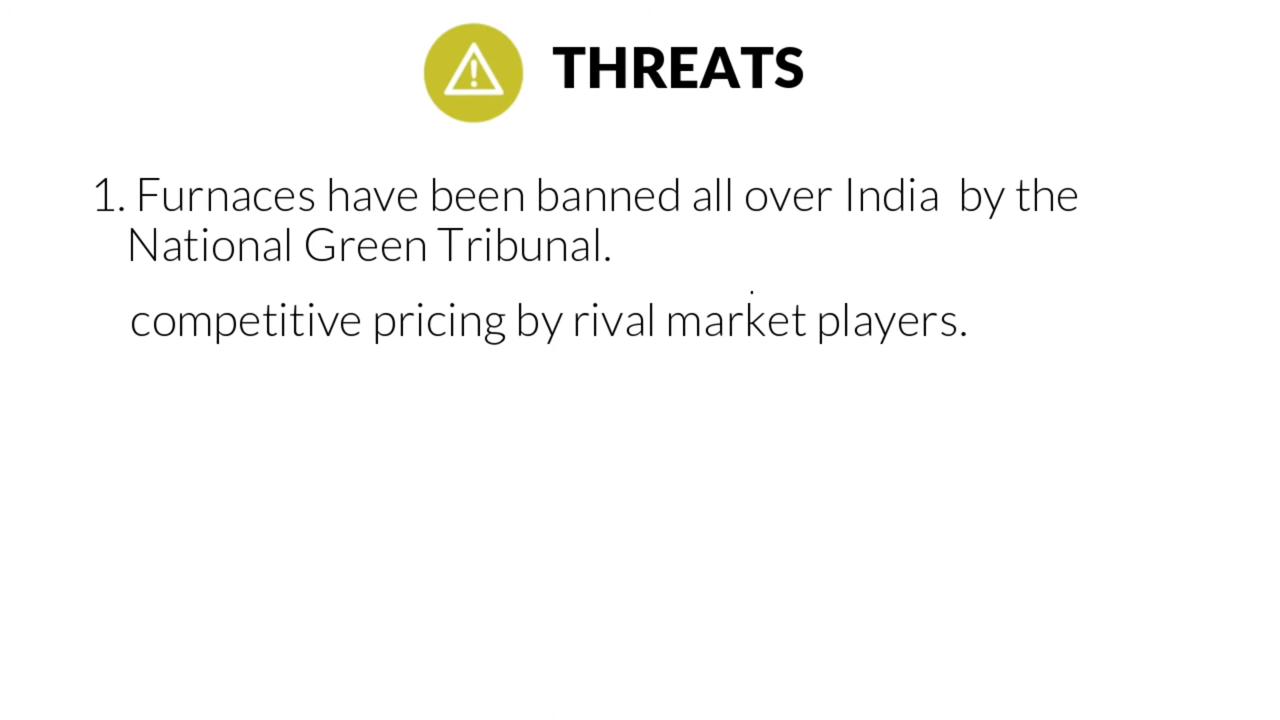 THREATS
1. Furnaces have been banned all over India  by the
National Green Tribunal.
competitive pricing by rival market players.